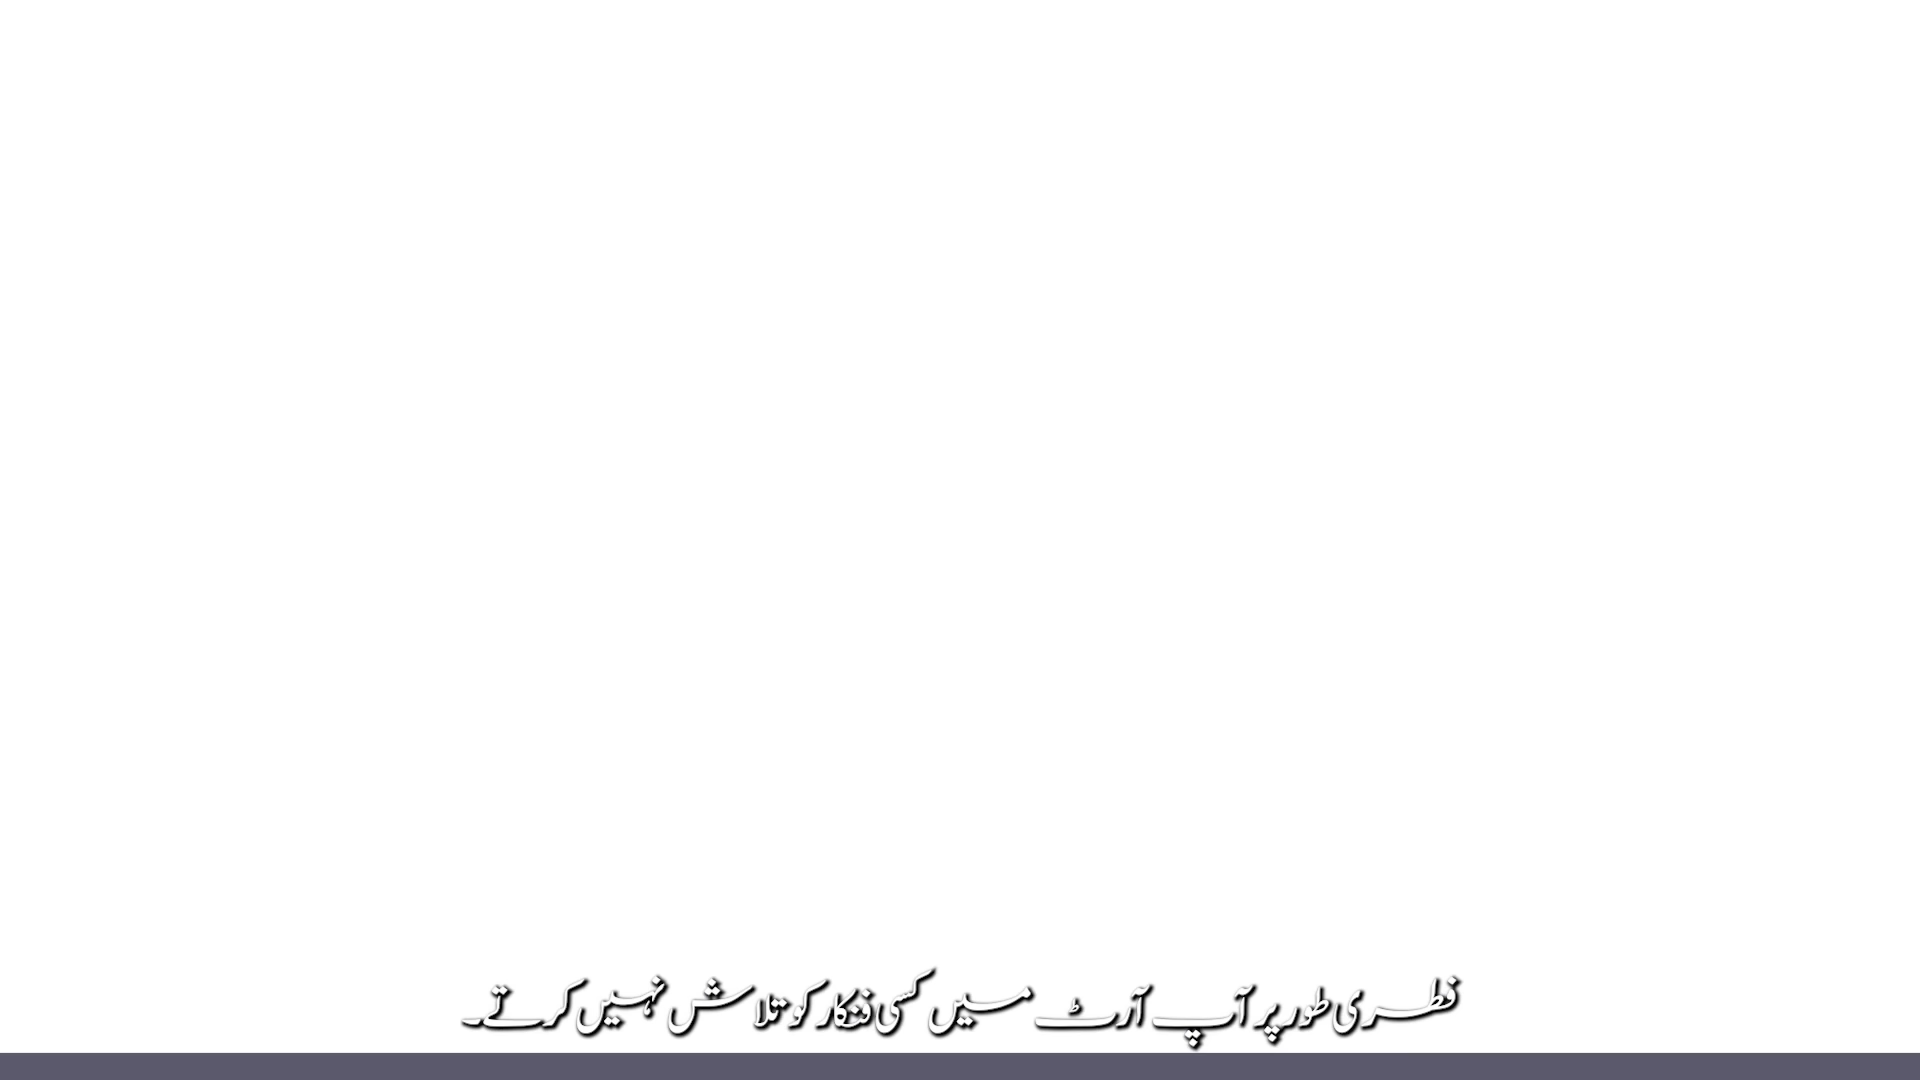 فطری طور پر آپ آرٹ میں کسی فنکار کو تلاش نہیں کرتے۔